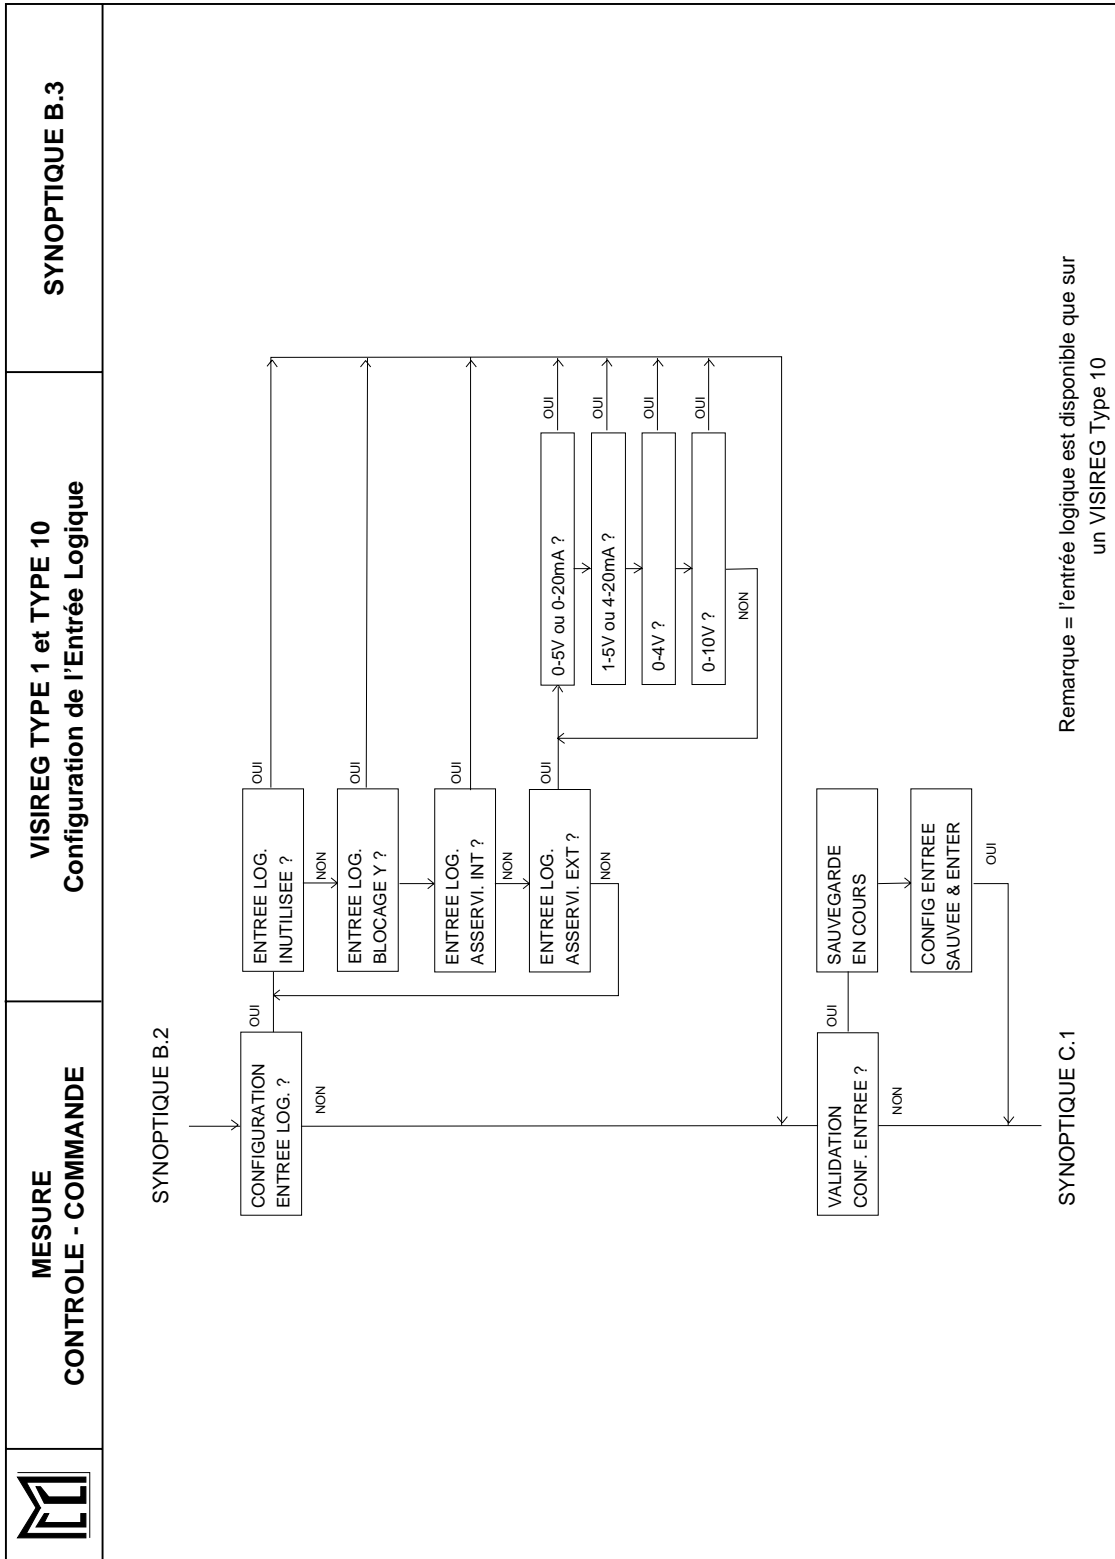 MESURE
CONTROLE - COMMANDE
VISIREG TYPE 1 et TYPE 10
Configuration de l'Entrée Logique
SYNOPTIQUE B.3
SYNOPTIQUE B.2
CONFIGURATION
ENTREE LOG. ?
OUI
NON
ENTREE LOG.
INUTILISEE ?
OUI
NON
ENTREE LOG.
BLOCAGE Y ?
OUI
ENTREE LOG.
ASSERVI. INT ?
OUI
NON
ENTREE LOG.
ASSERVI. EXT ?
OUI
NON
0-5V ou 0-20mA ?
OUI
1-5V ou 4-20mA ?
OUI
0-4V ?
OUI
0-10V ?
OUI
NON
VALIDATION
CONF. ENTREE ?
OUI
NON
SAUVEGARDE
EN COURS
CONFIG ENTREE
SAUVEE & ENTER
OUI
SYNOPTIQUE C.1
Remarque = l'entrée logique est disponible que sur
un VISIREG Type 10